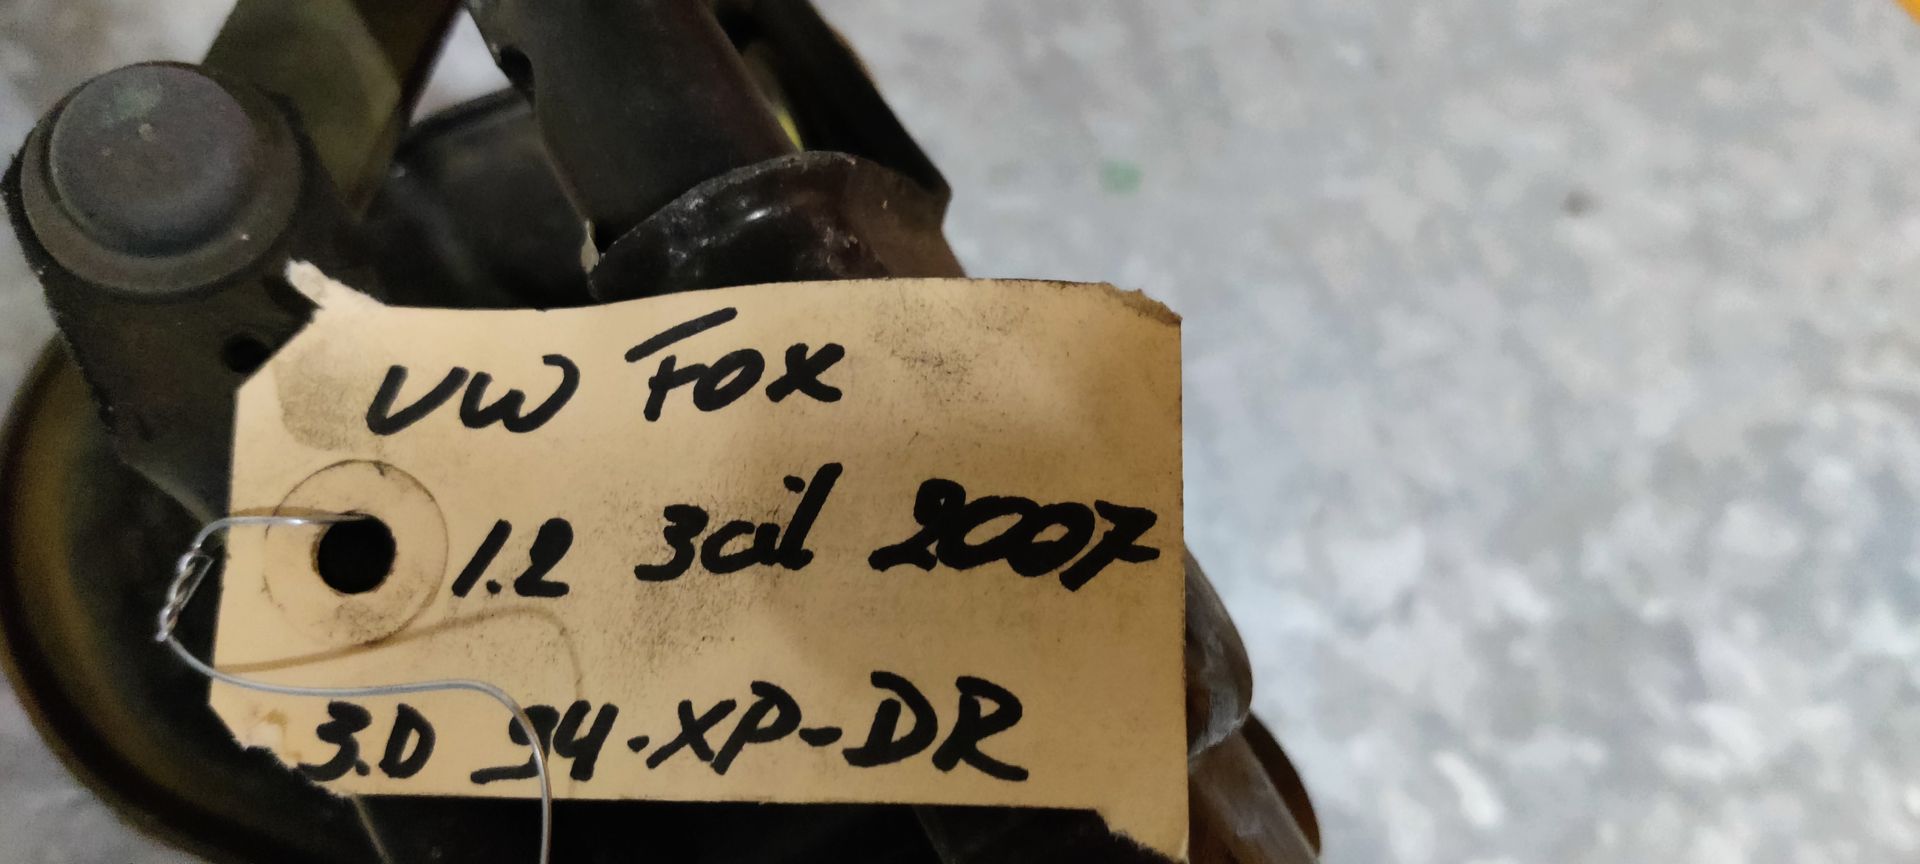 VW FOX
1.2 3cil 2007
3.D 94-XP-DR